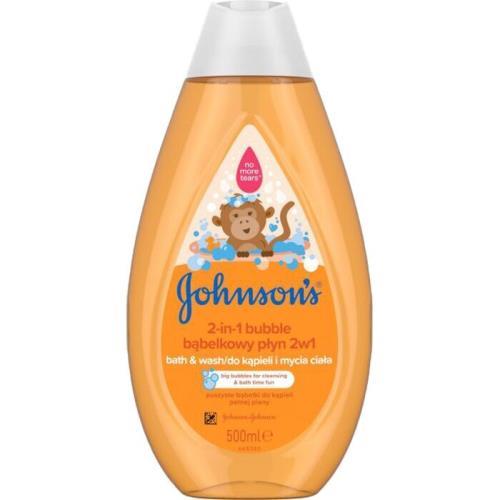 no
more
tears™
Johnson's®
2-in-1 bubble
bąbelkowy płyn 2w1
bath & wash/do kąpieli i mycia ciała
big bubbles for cleansing
& bath time fun
puszyste bąbelki do kąpieli
pełnej piany
Johnson+Johnson
500ml e